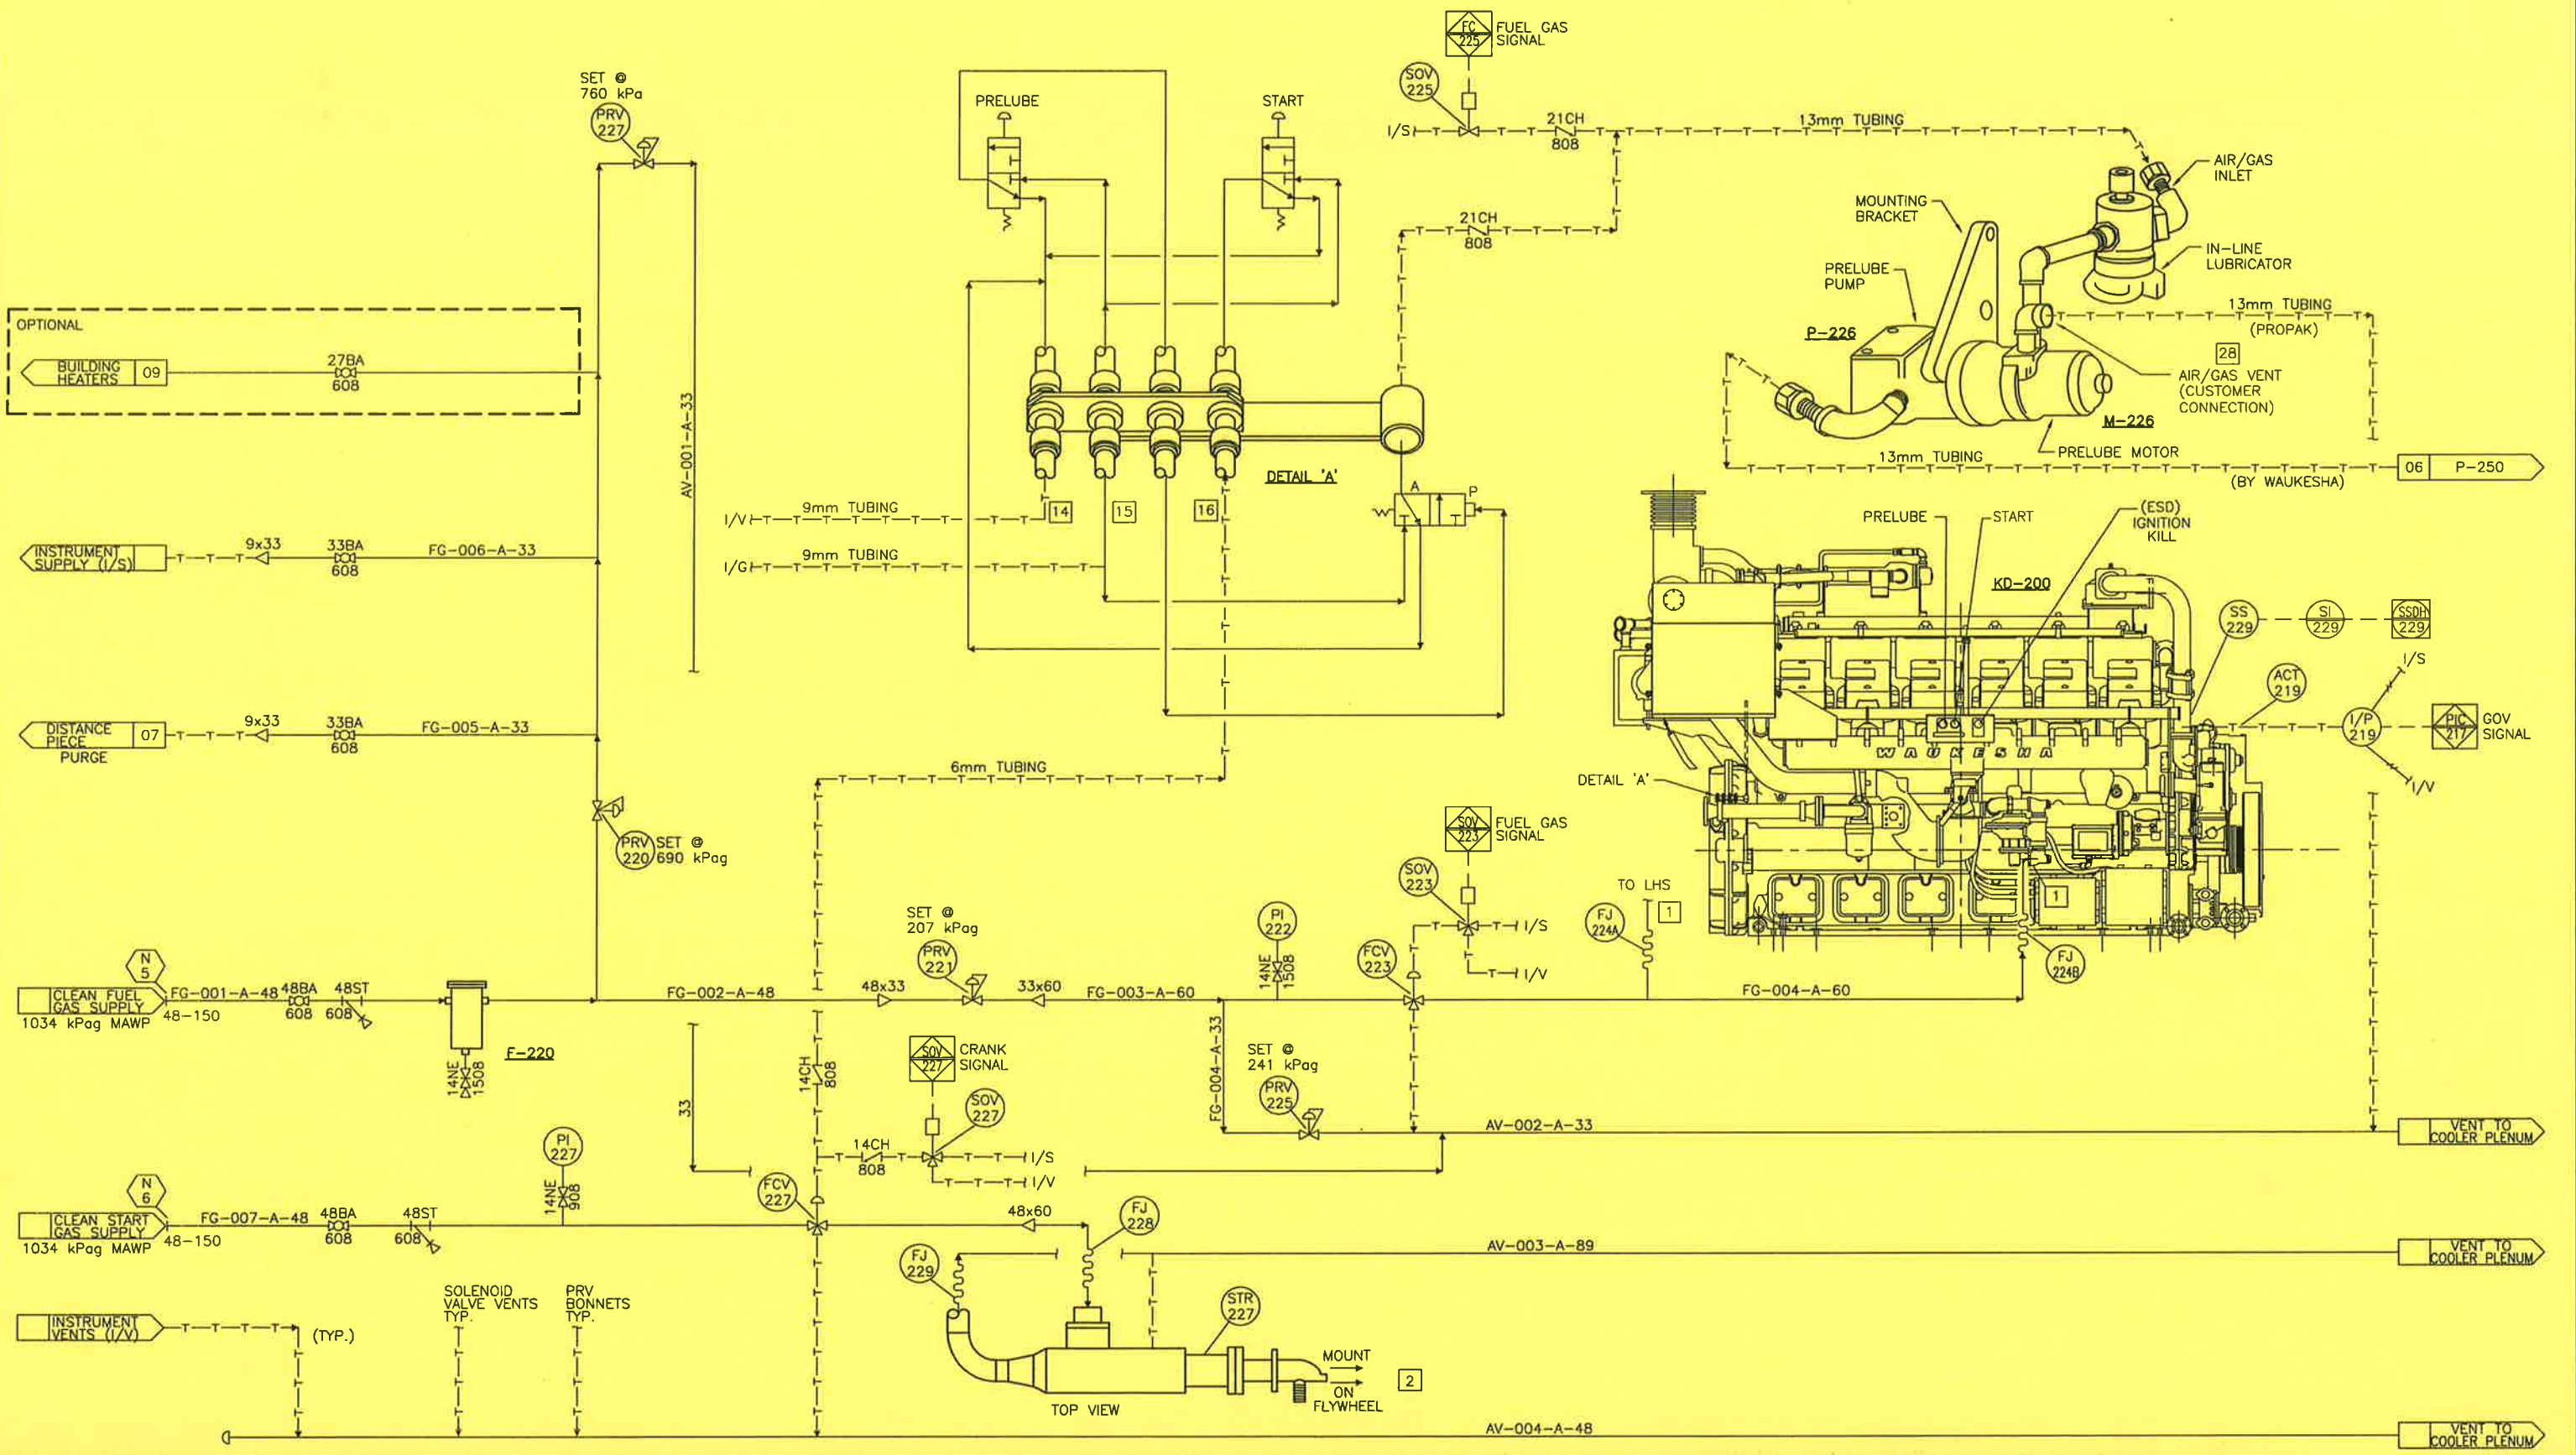 FC
225
FUEL GAS
SIGNAL
SOV
225
I/S
21CH
808
13mm TUBING
AIR/GAS
INLET
MOUNTING
BRACKET
IN-LINE
LUBRICATOR
PRELUBE
PUMP
P-226
13mm TUBING
(PROPAK)
28
AIR/GAS VENT
(CUSTOMER
CONNECTION)
M-226
PRELUBE MOTOR
13mm TUBING
(BY WAUKESHA)
06 P-250
21CH
808
SET @
760 kPa
PRV
227
PRELUBE
START
OPTIONAL
BUILDING
HEATERS
09
27BA
608
AV-001-A-33
DETAIL 'A'
I/V
9mm TUBING
14
15
16
A
P
I/G
9mm TUBING
INSTRUMENT
SUPPLY (I/S)
9x33
33BA
608
FG-006-A-33
DISTANCE
PIECE
PURGE
07
9x33
33BA
608
FG-005-A-33
PRV
220
SET @
690 kPag
6mm TUBING
PRELUBE
START
(ESD)
IGNITION
KILL
KD-200
SS
229
SI
229
SSDH
229
I/S
ACT
219
I/P
219
PIC
217
GOV
SIGNAL
I/V
WAUKESHA
DETAIL 'A'
1
SOV
223
FUEL GAS
SIGNAL
SOV
223
I/S
I/V
TO LHS
1
FJ
224A
FJ
224B
N
5
CLEAN FUEL
GAS SUPPLY
1034 kPag MAWP
FG-001-A-48
48-150
48BA
608
48ST
608
F-220
14NE
1508
FG-002-A-48
48x33
SET @
207 kPag
PRV
221
33x60
FG-003-A-60
PI
222
14NE
1508
FCV
223
FG-004-A-60
FG-004-A-33
SET @
241 kPag
PRV
225
AV-002-A-33
VENT TO
COOLER PLENUM
33
14CH
808
SOV
227
CRANK
SIGNAL
SOV
227
14CH
808
I/S
I/V
N
6
CLEAN START
GAS SUPPLY
1034 kPag MAWP
FG-007-A-48
48-150
48BA
608
48ST
608
PI
227
14NE
908
FCV
227
48x60
FJ
228
FJ
229
AV-003-A-89
VENT TO
COOLER PLENUM
STR
227
MOUNT
ON
FLYWHEEL
2
TOP VIEW
INSTRUMENT
VENTS (I/V)
(TYP.)
SOLENOID
VALVE VENTS
TYP.
PRV
BONNETS
TYP.
AV-004-A-48
VENT TO
COOLER PLENUM